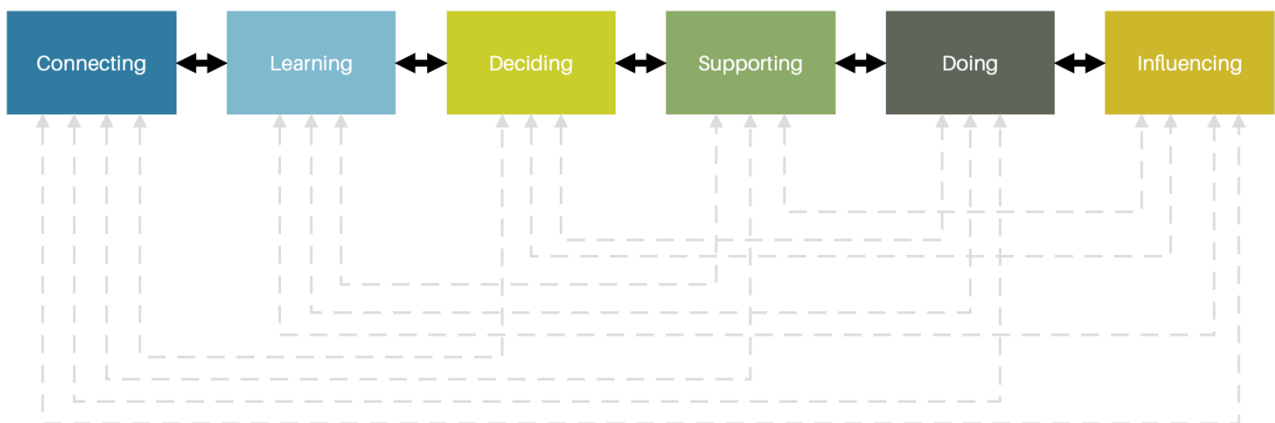 Connecting
Learning
Deciding
Supporting
Doing
Influencing